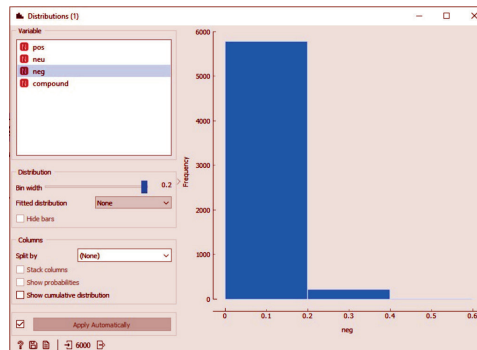 Distributions (1)
Variable
pos
neu
neg
compound
Distribution
Bin width
0.2
Fitted distribution
None
Hide bars
Columns
Split by
(None)
Stack columns
Show probabilities
Show cumulative distribution
Apply Automatically
? 6000
Frequency
6000
5000
4000
3000
2000
1000
0
0 0.1 0.2 0.3 0.4 0.5 0.6
neg